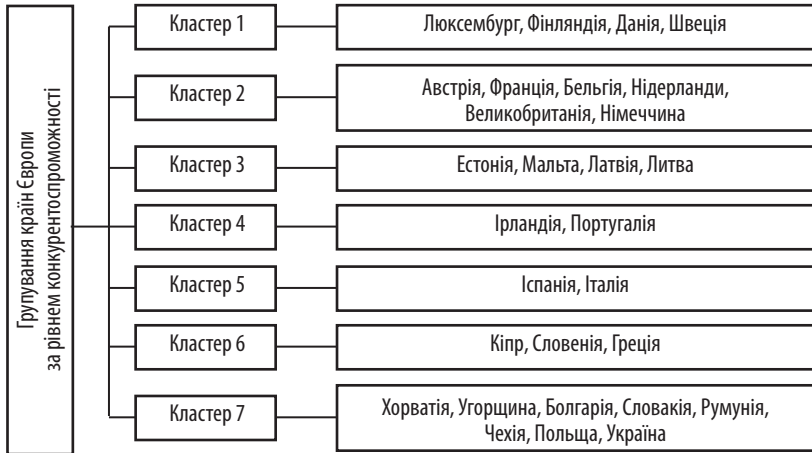 Групування країн Європи
за рівнем конкурентоспроможності
Кластер 1
Люксембург, Фінляндія, Данія, Швеція
Кластер 2
Австрія, Франція, Бельгія, Нідерланди,
Великобританія, Німеччина
Кластер 3
Естонія, Мальта, Латвія, Литва
Кластер 4
Ірландія, Португалія
Кластер 5
Іспанія, Італія
Кластер 6
Кіпр, Словенія, Греція
Кластер 7
Хорватія, Угорщина, Болгарія, Словакія, Румунія,
Чехія, Польща, Україна